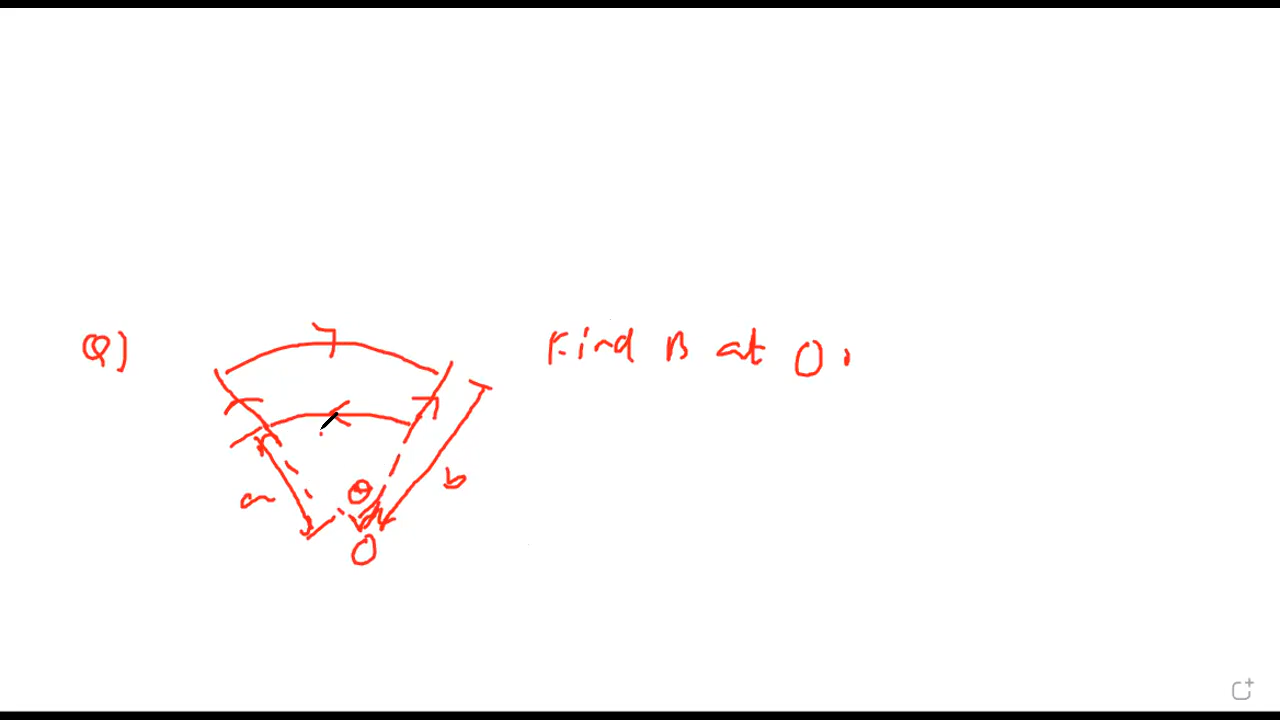 Q) Find B at O.
a
θ
b
O